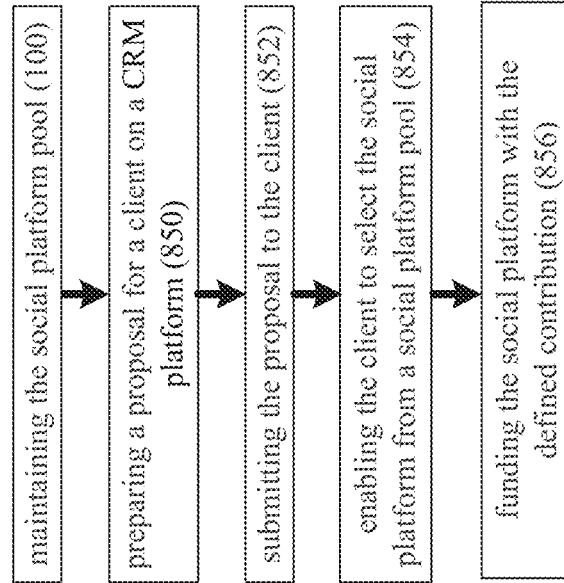 maintaining the social platform pool (100)
preparing a proposal for a client on a CRM
platform (850)
submitting the proposal to the client (852)
enabling the client to select the social
platform from a social platform pool (854)
funding the social platform with the
defined contribution (856)